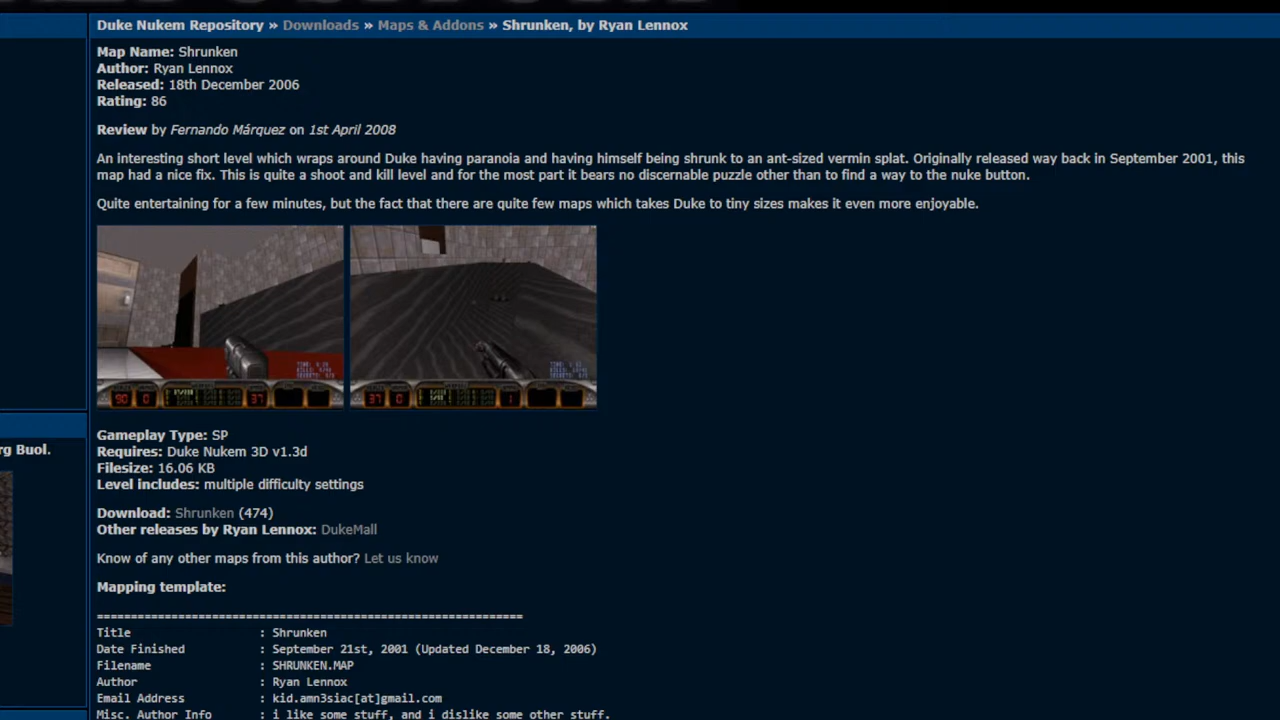 Duke Nukem Repository » Downloads » Maps & Addons » Shrunken, by Ryan Lennox
Map Name: Shrunken
Author: Ryan Lennox
Released: 18th December 2006
Rating: 86
Review by Fernando Márquez on 1st April 2008
An interesting short level which wraps around Duke having paranoia and having himself being shrunk to an ant-sized vermin splat. Originally released way back in September 2001, this
map had a nice fix. This is quite a shoot and kill level and for the most part it bears no discernable puzzle other than to find a way to the nuke button.
Quite entertaining for a few minutes, but the fact that there are quite few maps which takes Duke to tiny sizes makes it even more enjoyable.
90 0 37
37 0 1
Gameplay Type: SP
rg Buol.
Requires: Duke Nukem 3D v1.3d
Filesize: 16.06 KB
Level includes: multiple difficulty settings
Download: Shrunken (474)
Other releases by Ryan Lennox: DukeMall
Know of any other maps from this author? Let us know
Mapping template:
================================================================
Title : Shrunken
Date Finished : September 21st, 2001 (Updated December 18, 2006)
Filename : SHRUNKEN.MAP
Author : Ryan Lennox
Email Address : kid.amn3siac[at]gmail.com
Misc. Author Info : i like some stuff, and i dislike some other stuff.